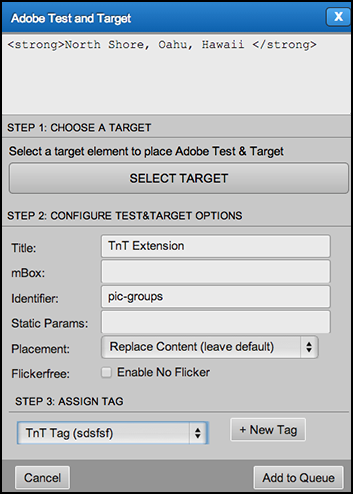 Adobe Test and Target
X
<strong>North Shore, Oahu, Hawaii </strong>
STEP 1: CHOOSE A TARGET
Select a target element to place Adobe Test & Target
SELECT TARGET
STEP 2: CONFIGURE TEST&TARGET OPTIONS
Title: TnT Extension
mBox:
Identifier: pic-groups
Static Params:
Placement: Replace Content (leave default)
Flickerfree: Enable No Flicker
STEP 3: ASSIGN TAG
TnT Tag (sdsfsf) + New Tag
Cancel Add to Queue